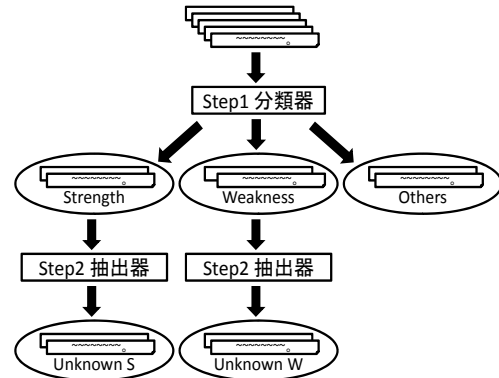 ~~~~~~~~。
Step1 分類器
~~~~~~~~。
Strength
~~~~~~~~。
Weakness
~~~~~~~~。
Others
Step2 抽出器
Step2 抽出器
~~~~~~~~。
Unknown S
~~~~~~~~。
Unknown W